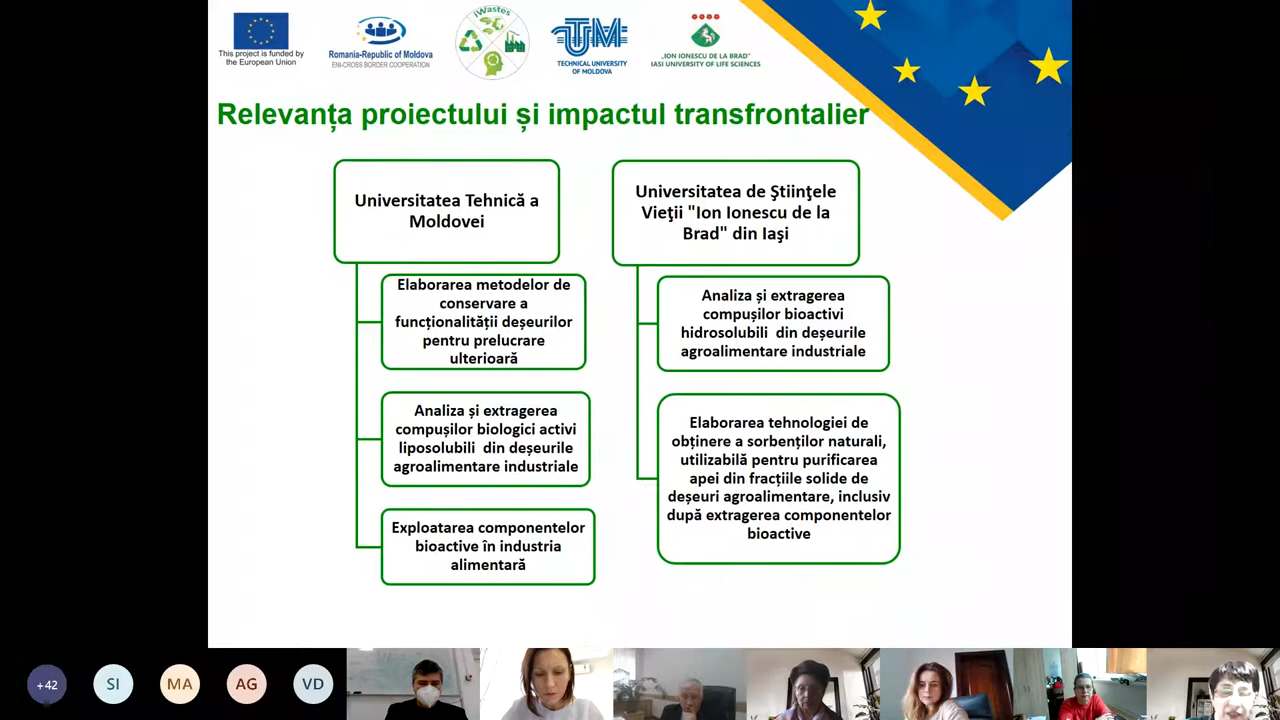 This project is funded by
the European Union
Romania-Republic of Moldova
ENI-CROSS BORDER COOPERATION
iWastes
UTM
TECHNICAL UNIVERSITY
OF MOLDOVA
„ION IONESCU DE LA BRAD"
IASI UNIVERSITY OF LIFE SCIENCES
Relevanța proiectului și impactul transfrontalier
Universitatea Tehnică a
Moldovei
Elaborarea metodelor de
conservare a
funcționalității deșeurilor
pentru prelucrare
ulterioară
Analiza și extragerea
compușilor biologici activi
liposolubili din deșeurile
agroalimentare industriale
Exploatarea componentelor
bioactive în industria
alimentară
Universitatea de Ştiinţele
Vieţii "Ion Ionescu de la
Brad" din Iaşi
Analiza și extragerea
compușilor bioactivi
hidrosolubili din deșeurile
agroalimentare industriale
Elaborarea tehnologiei de
obținere a sorbenților naturali,
utilizabilă pentru purificarea
apei din fracțiile solide de
deșeuri agroalimentare, inclusiv
după extragerea componentelor
bioactive
+42
SI
MA
AG
VD